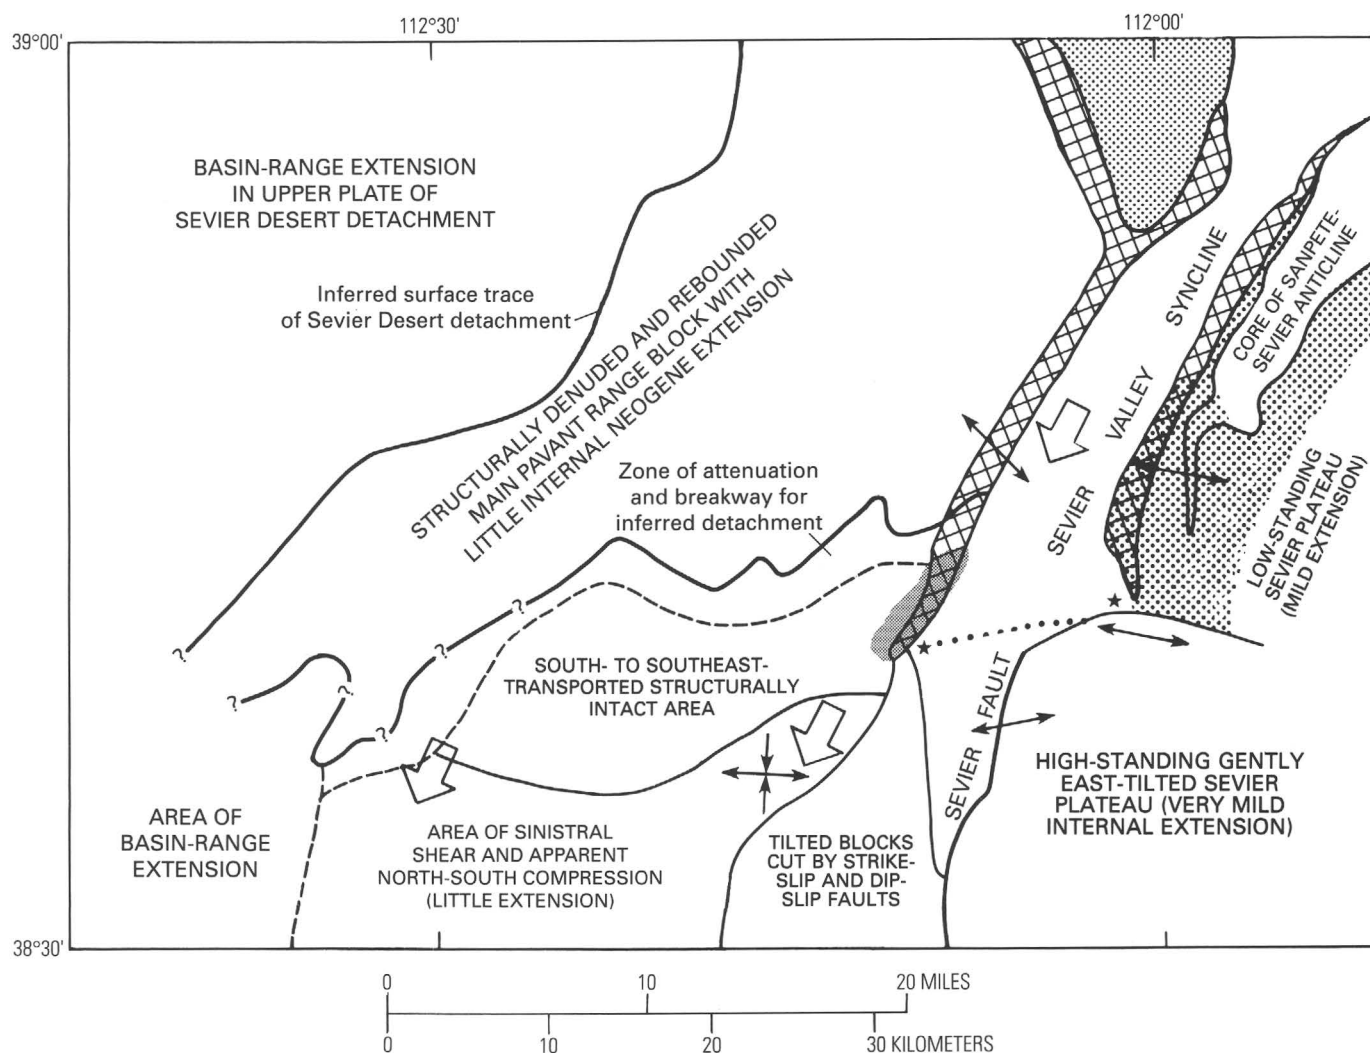 112°30'
112°00'
39°00'
BASIN-RANGE EXTENSION
IN UPPER PLATE OF
SEVIER DESERT DETACHMENT
Inferred surface trace
of Sevier Desert detachment
STRUCTURALLY DENUDED AND REBOUNDED
MAIN PAVANT RANGE BLOCK WITH
LITTLE INTERNAL NEOGENE EXTENSION
SEVIER VALLEY SYNCLINE
CORE OF SANPETE-
SEVIER ANTICLINE
LOW-STANDING
SEVIER PLATEAU
(MILD EXTENSION)
Zone of attenuation
and breakway for
inferred detachment
?
?
?
?
?
?
SOUTH- TO SOUTHEAST-
TRANSPORTED STRUCTURALLY
INTACT AREA
SEVIER FAULT
HIGH-STANDING GENTLY
EAST-TILTED SEVIER
PLATEAU (VERY MILD
INTERNAL EXTENSION)
AREA OF
BASIN-RANGE
EXTENSION
AREA OF SINISTRAL
SHEAR AND APPARENT
NORTH-SOUTH COMPRESSION
(LITTLE EXTENSION)
TILTED BLOCKS
CUT BY STRIKE-
SLIP AND DIP-
SLIP FAULTS
38°30'
0 10 20 MILES
0 10 20 30 KILOMETERS